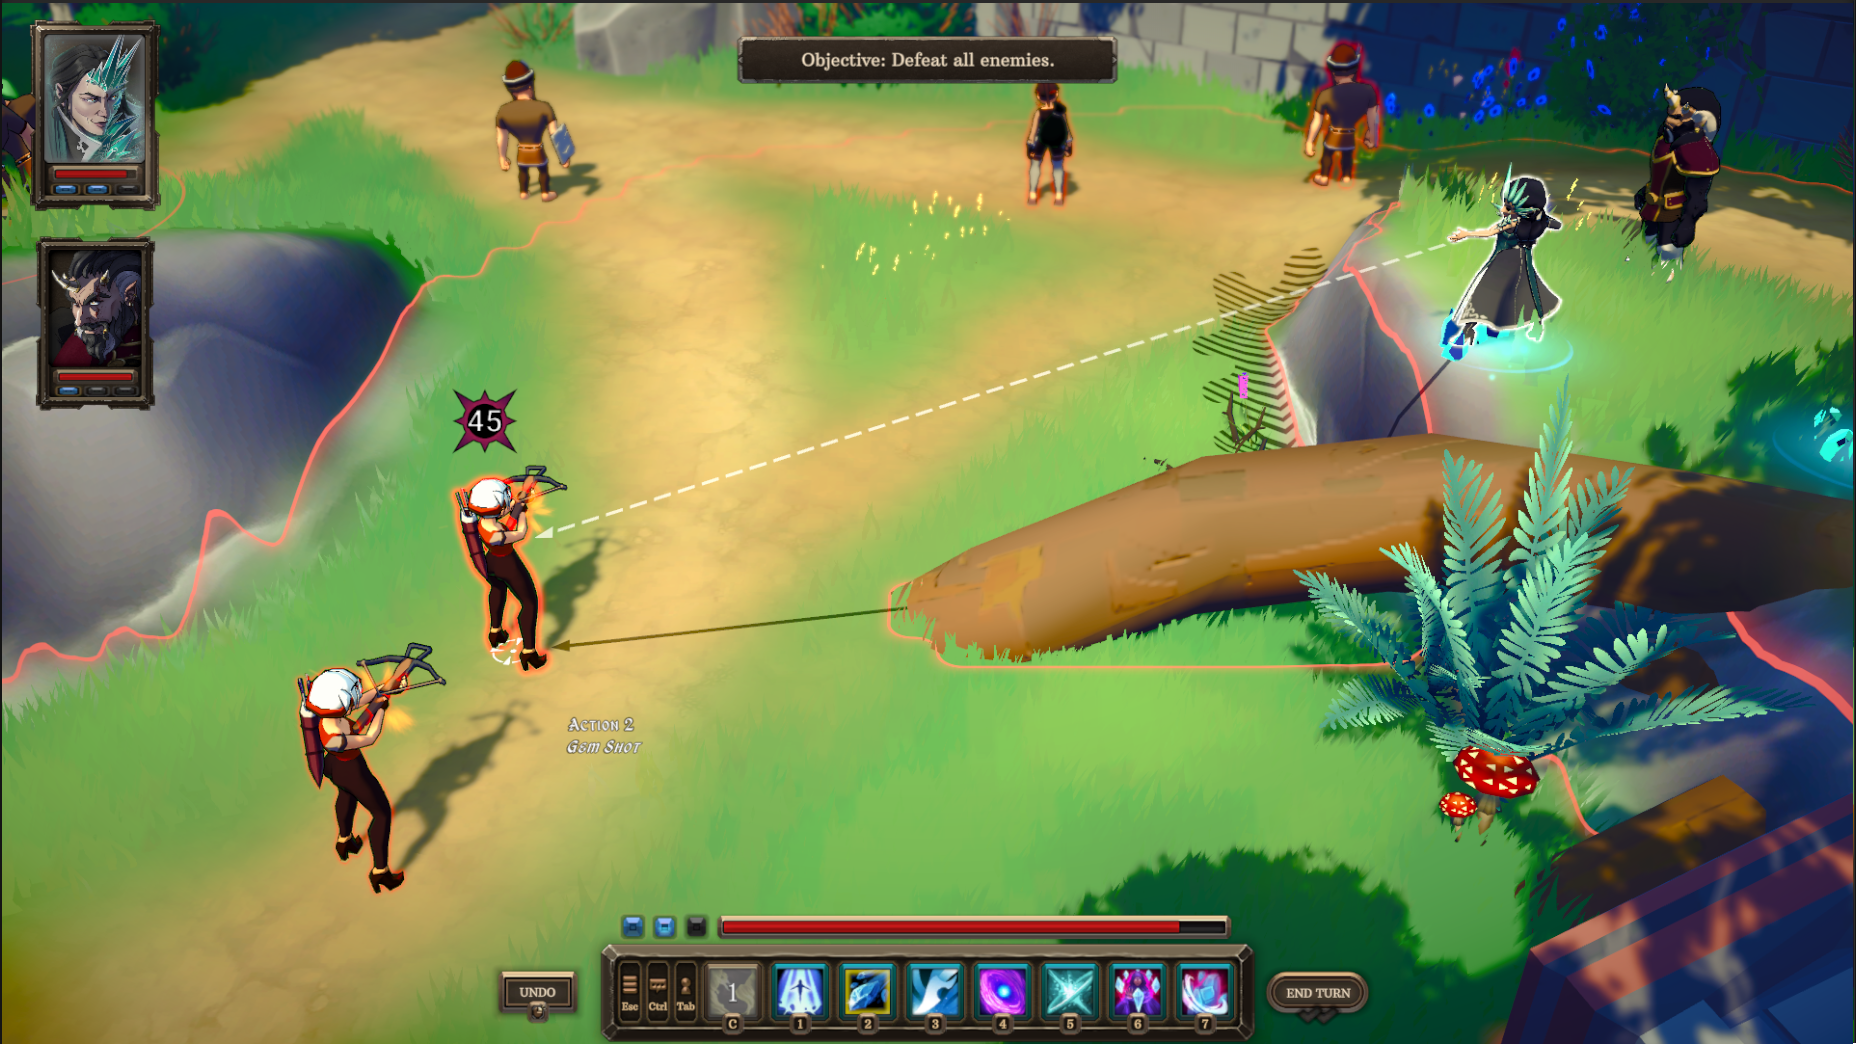 Objective: Defeat all enemies.
45
Action 2
Gem Shot
UNDO
Esc
Ctrl
Tab
1
C
1
2
3
4
5
6
7
END TURN